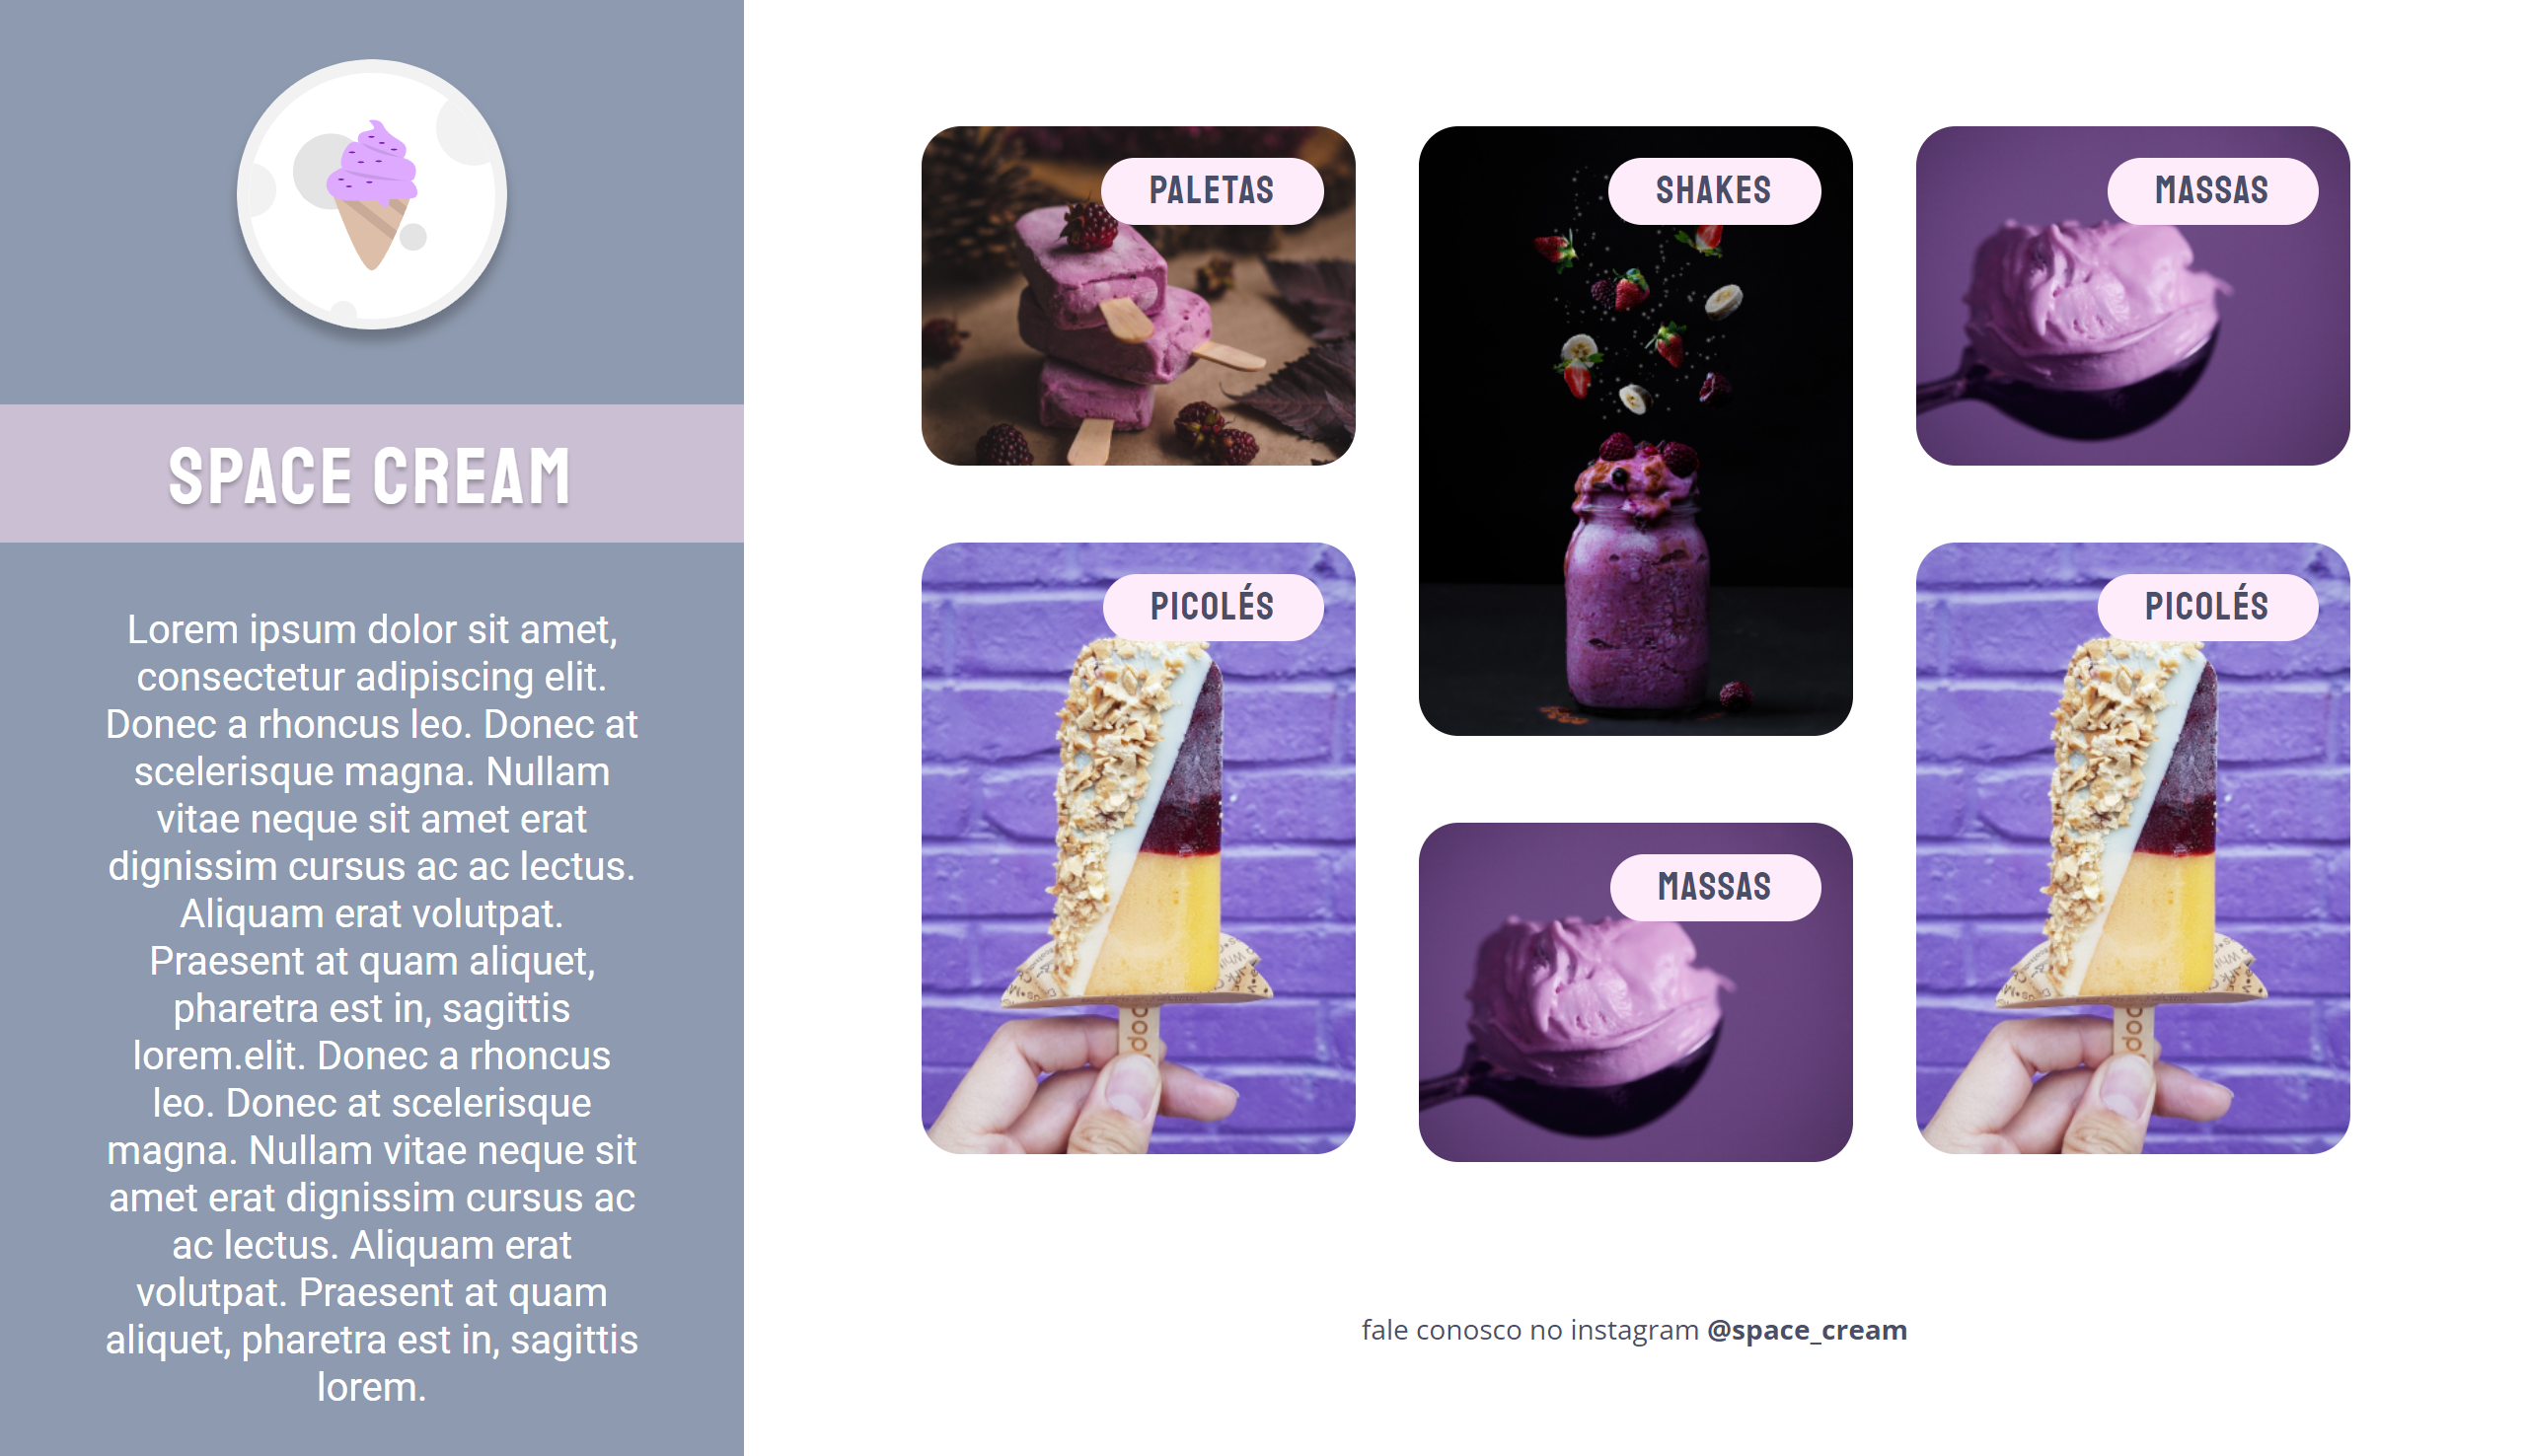 SPACE CREAM
Lorem ipsum dolor sit amet,
consectetur adipiscing elit.
Donec a rhoncus leo. Donec at
scelerisque magna. Nullam
vitae neque sit amet erat
dignissim cursus ac ac lectus.
Aliquam erat volutpat.
Praesent at quam aliquet,
pharetra est in, sagittis
lorem.elit. Donec a rhoncus
leo. Donec at scelerisque
magna. Nullam vitae neque sit
amet erat dignissim cursus ac
ac lectus. Aliquam erat
volutpat. Praesent at quam
aliquet, pharetra est in, sagittis
lorem.
PALETAS
SHAKES
MASSAS
PICOLÉS
PICOLÉS
MASSAS
fale conosco no instagram @space_cream